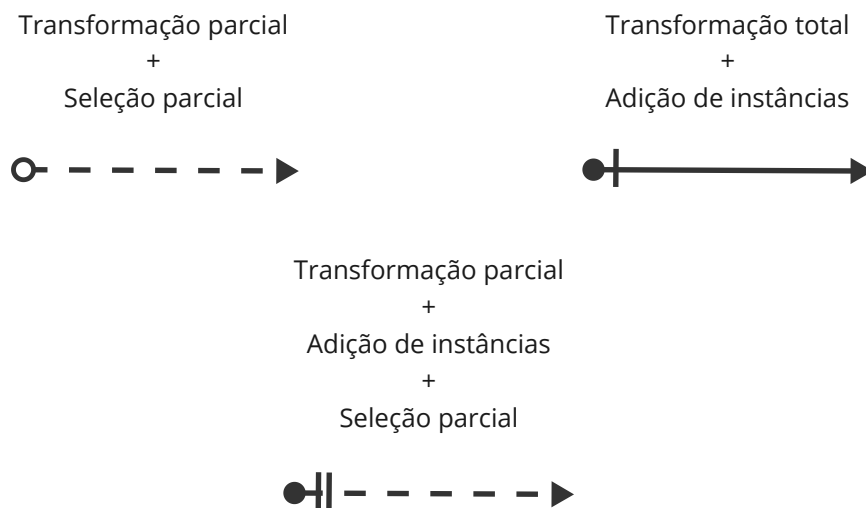 Transformação parcial
+
Seleção parcial
Transformação total
+
Adição de instâncias
Transformação parcial
+
Adição de instâncias
+
Seleção parcial